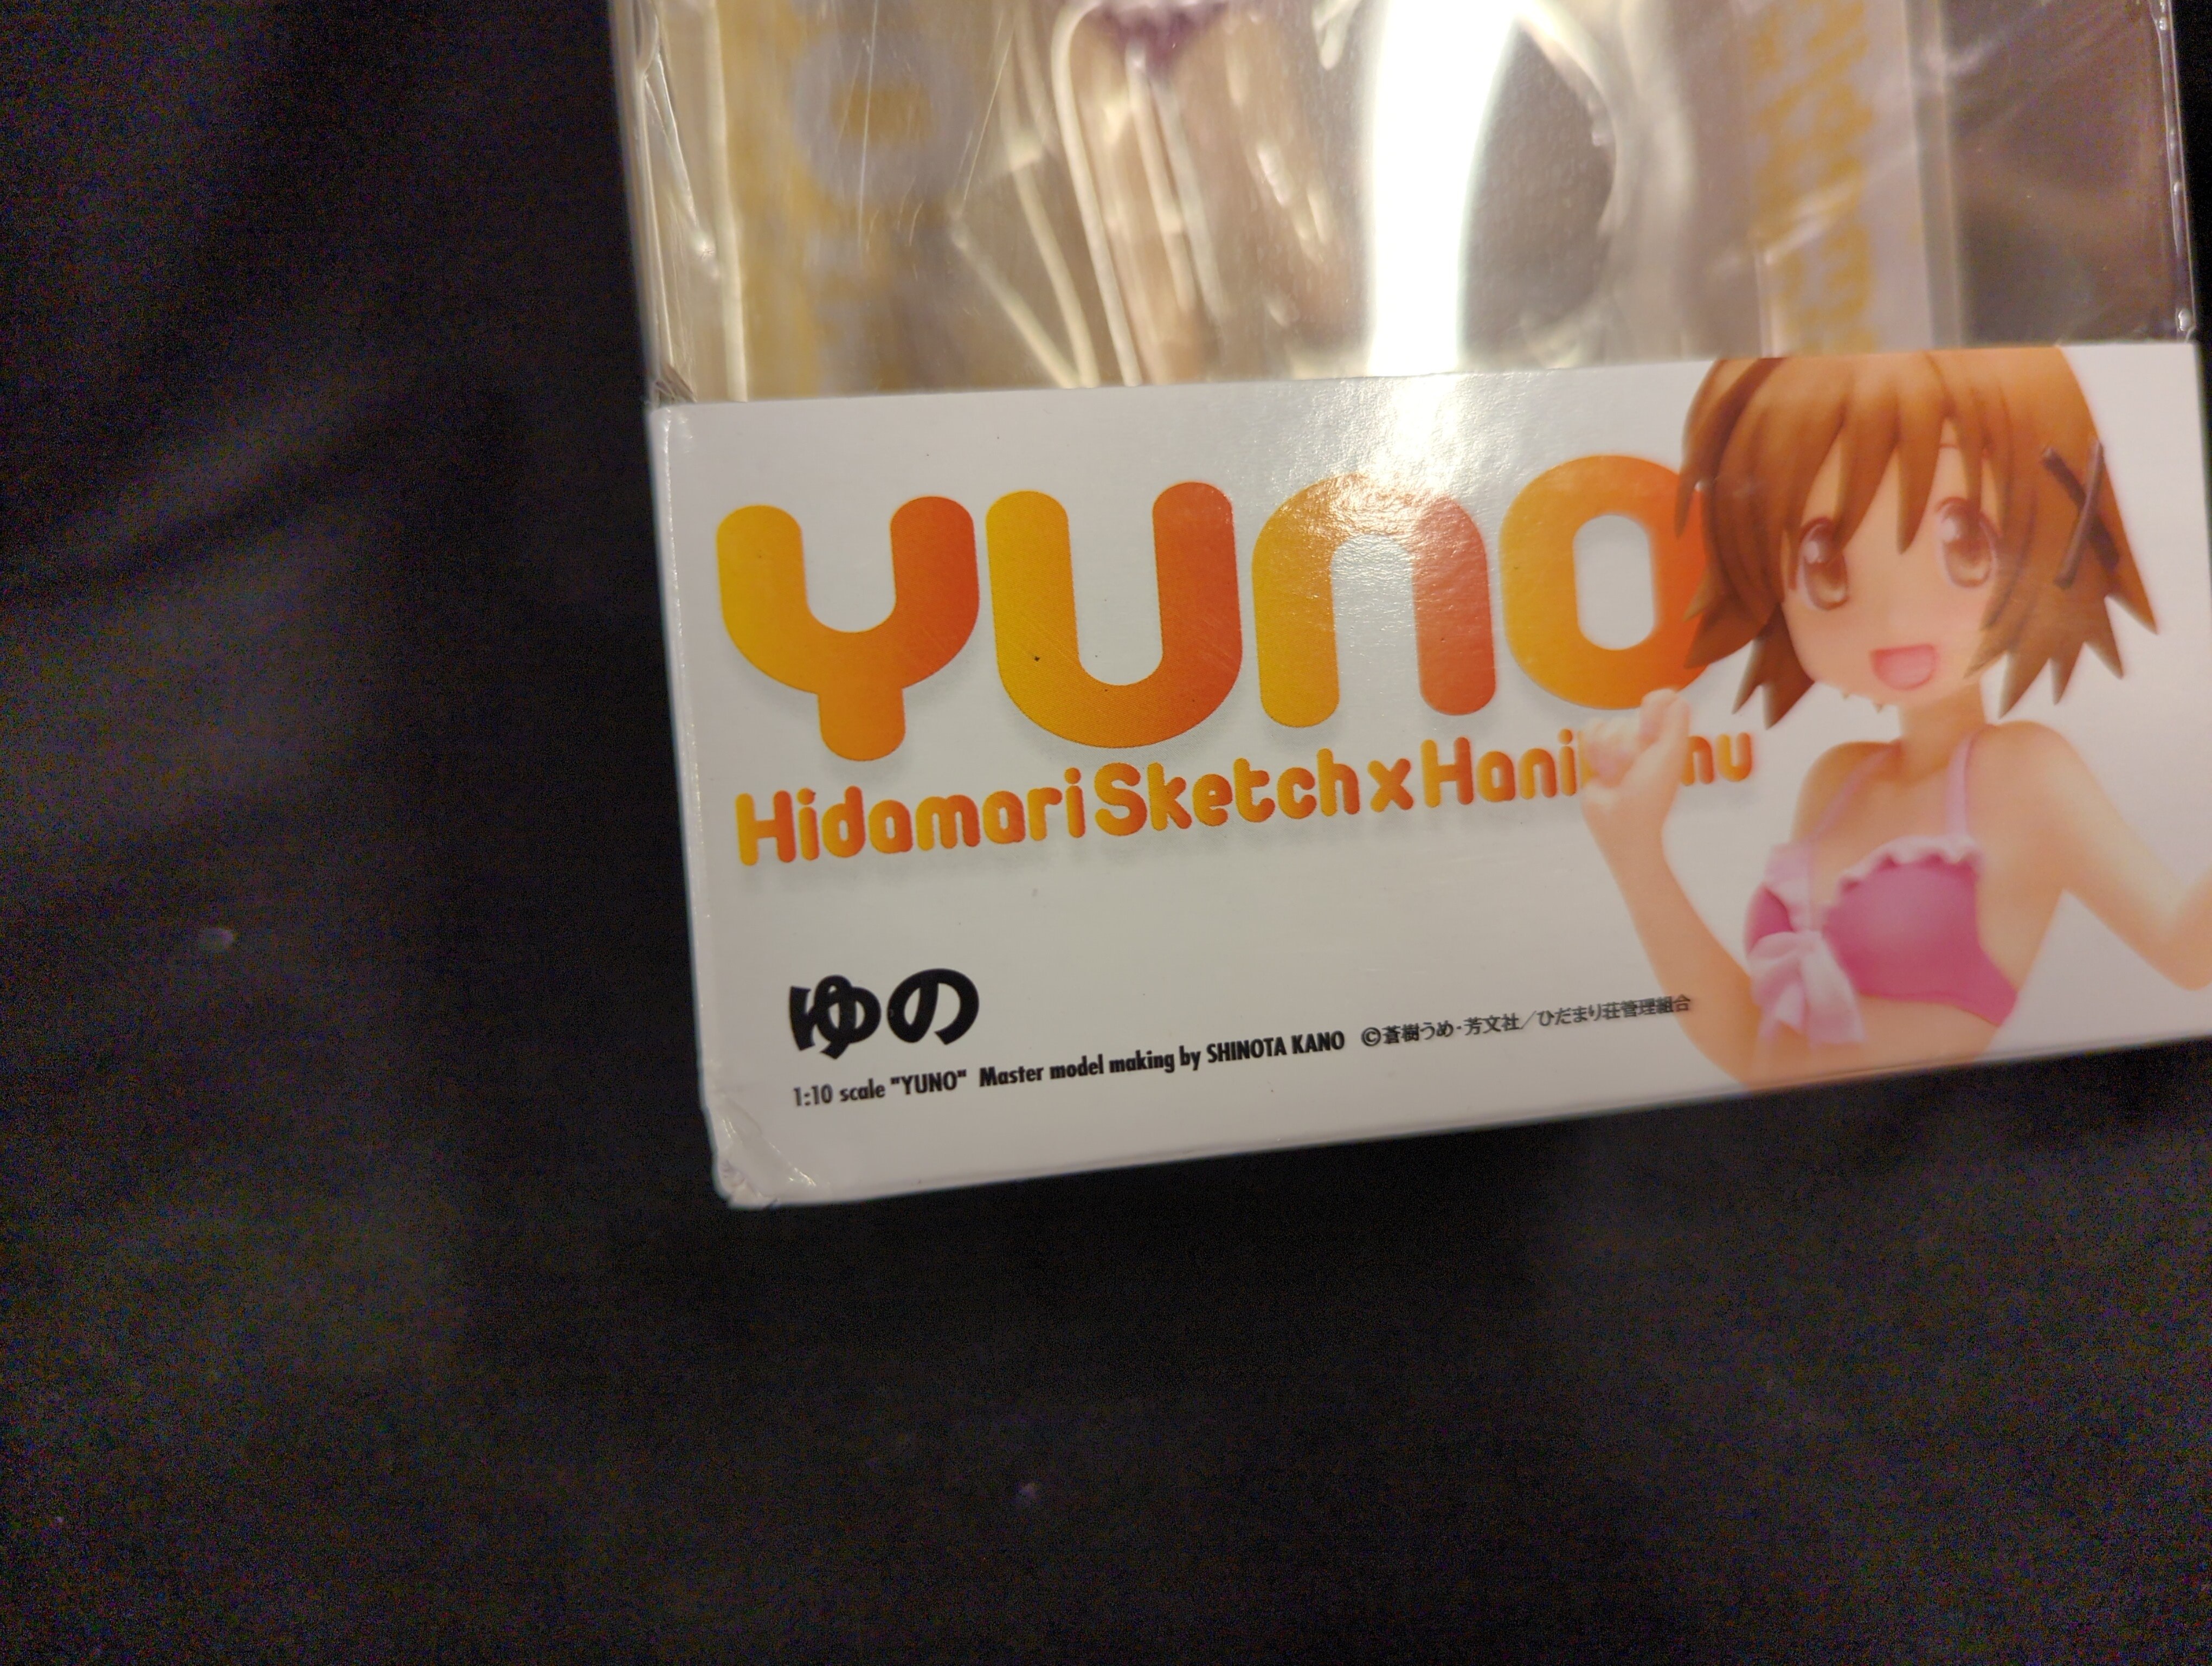 YUNO
Hidamari Sketch x Hani
ゆの
1:10 scale "YUNO" Master model making by SHINOTA KANO ©蒼樹うめ・芳文社／ひだまり荘管理組合